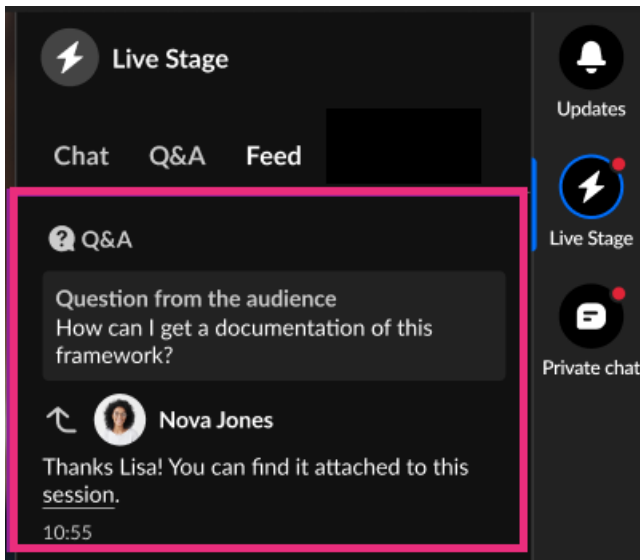 Live Stage
Chat Q&A Feed
Q&A
Question from the audience
How can I get a documentation of this
framework?
Nova Jones
Thanks Lisa! You can find it attached to this
session.
10:55
Updates
Live Stage
Private chat